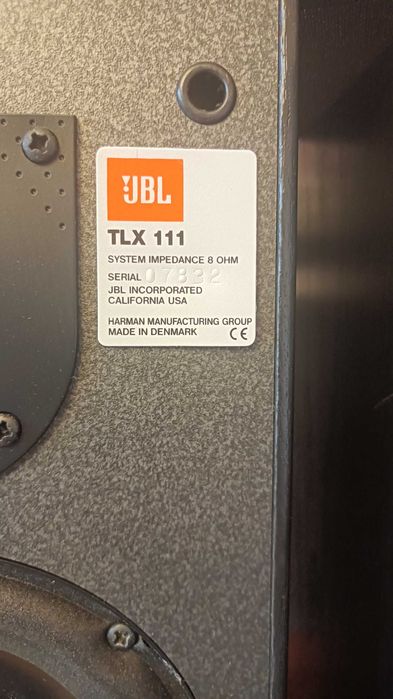 JBL
TLX 111
SYSTEM IMPEDANCE 8 OHM
SERIAL 07832
JBL INCORPORATED
CALIFORNIA USA
HARMAN MANUFACTURING GROUP
MADE IN DENMARK CE